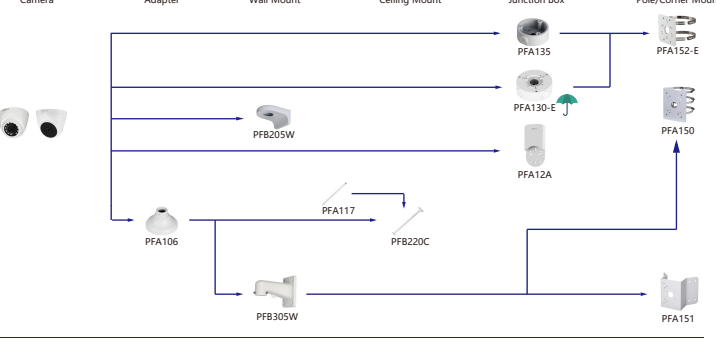 Camera Adapter Wall Mount Ceiling Mount Junction Box Pole/Corner Mount
PFA135
PFA152-E
PFA130-E
PFB205W
PFA150
PFA12A
PFA117
PFA106
PFB220C
PFB305W
PFA151